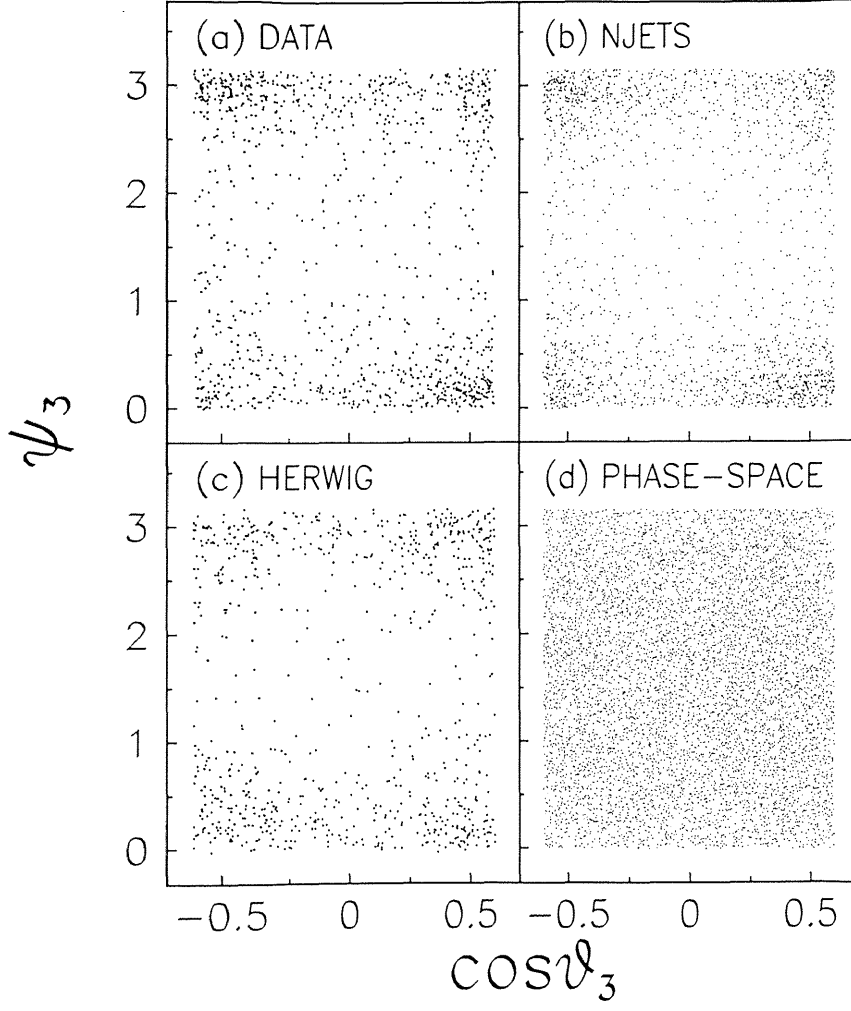 (a) DATA
(b) NJETS
3
2
1
0
ψ₃
(c) HERWIG
(d) PHASE-SPACE
3
2
1
0
-0.5 0 0.5 -0.5 0 0.5
cosϑ₃